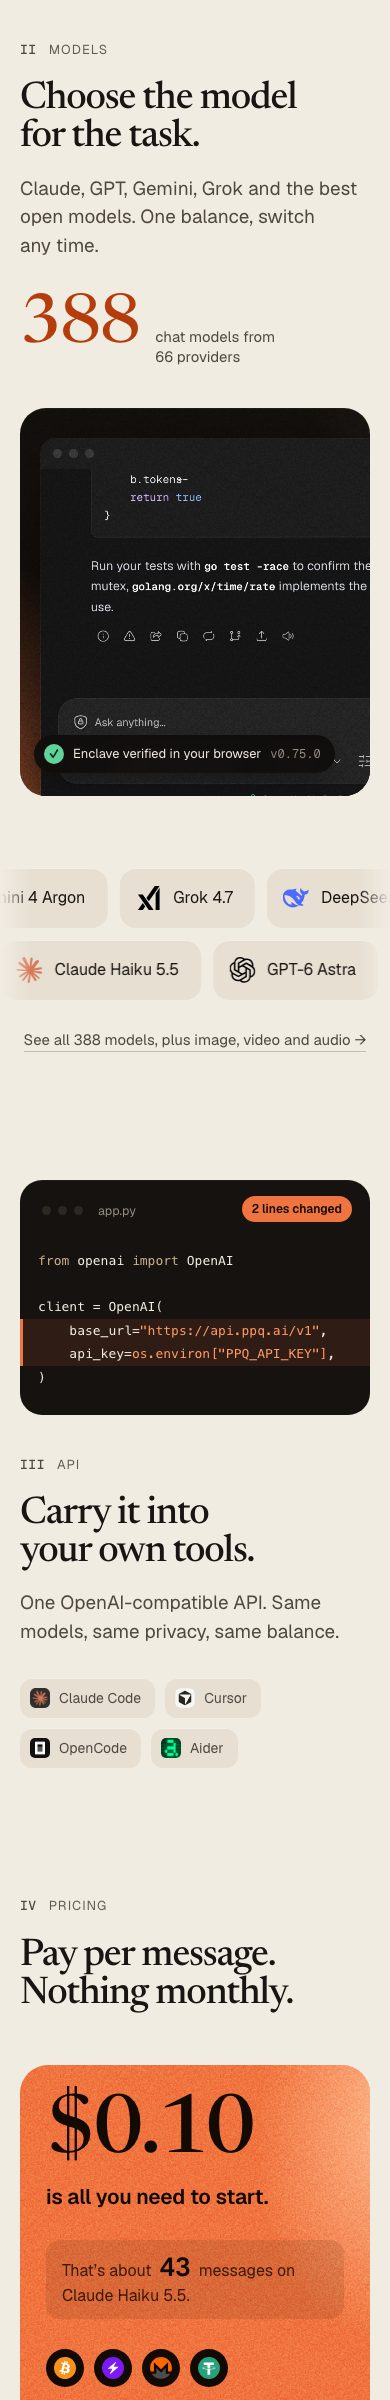 II MODELS
Choose the model
for the task.
Claude, GPT, Gemini, Grok and the best
open models. One balance, switch
any time.
388
chat models from
66 providers
b.tokens-
return true
}
Run your tests with go test -race to confirm the
mutex, golang.org/x/time/rate implements the
use.
Ask anything...
Enclave verified in your browser v0.75.0
ini 4 Argon
Grok 4.7
DeepSee
Claude Haiku 5.5
GPT-6 Astra
See all 388 models, plus image, video and audio →
app.py
2 lines changed
from openai import OpenAI
client = OpenAI(
base_url="https://api.ppq.ai/v1",
api_key=os.environ["PPQ_API_KEY"],
)
III API
Carry it into
your own tools.
One OpenAI-compatible API. Same
models, same privacy, same balance.
Claude Code
Cursor
OpenCode
Aider
IV PRICING
Pay per message.
Nothing monthly.
$0.10
is all you need to start.
That's about 43 messages on
Claude Haiku 5.5.